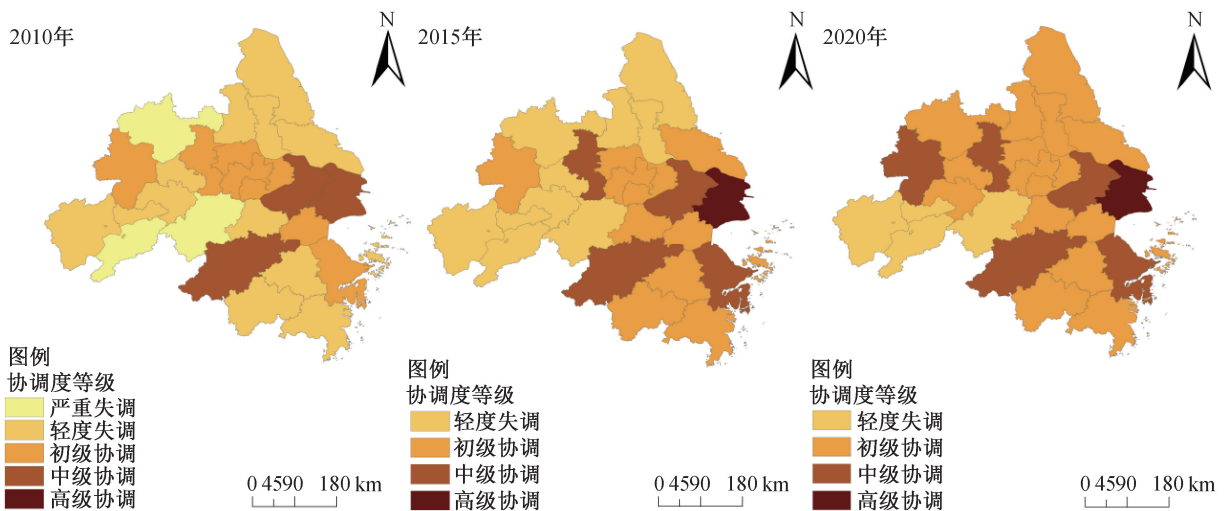 2010年
N
图例
协调度等级
严重失调
轻度失调
初级协调
中级协调
高级协调
0 4590 180 km
2015年
N
图例
协调度等级
轻度失调
初级协调
中级协调
高级协调
0 4590 180 km
2020年
N
图例
协调度等级
轻度失调
初级协调
中级协调
高级协调
0 4590 180 km